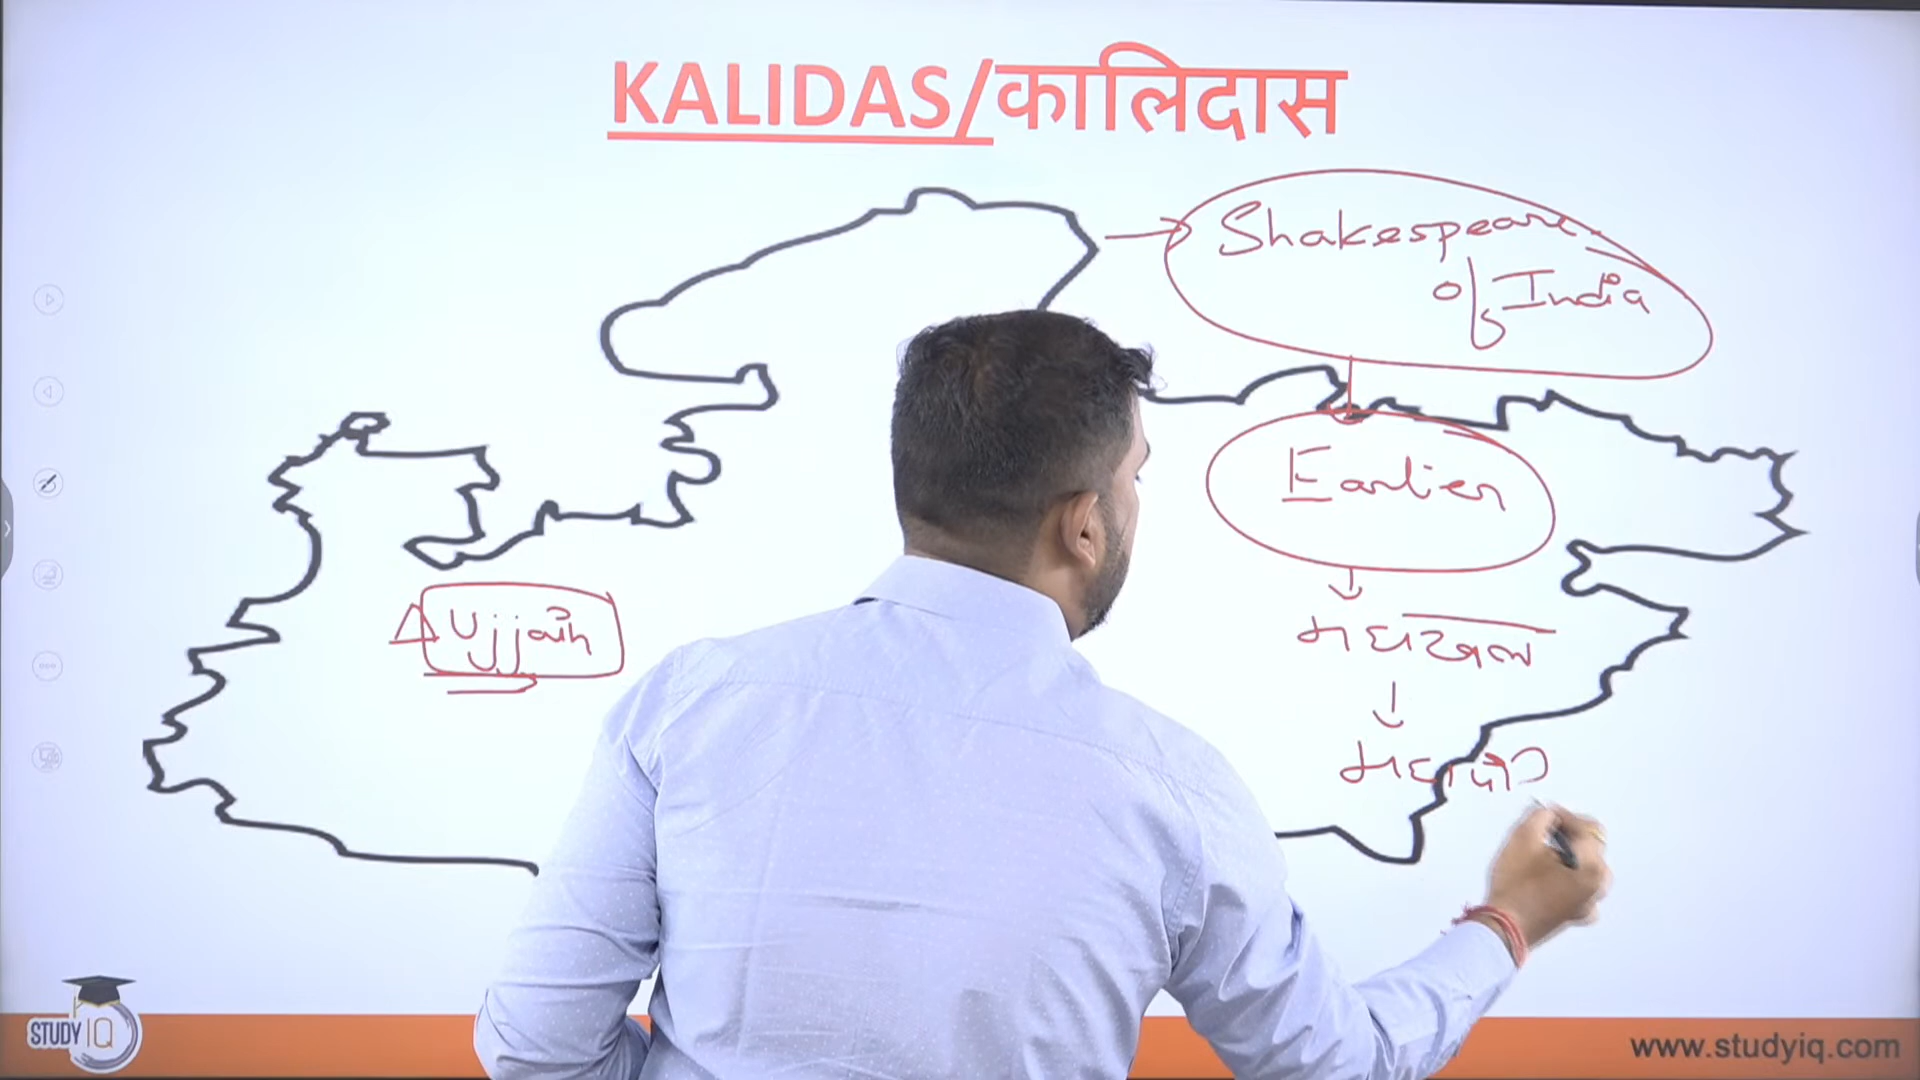 KALIDAS/कालिदास
Shakespeare
of India
Earlier
Ujjain
STUDY IQ
www.studyiq.com